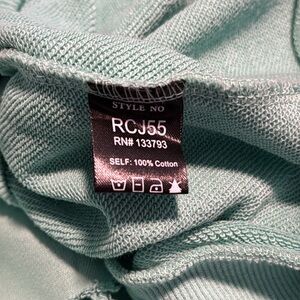 STYLE NO
RCJ55
RN# 133793
SELF: 100% Cotton